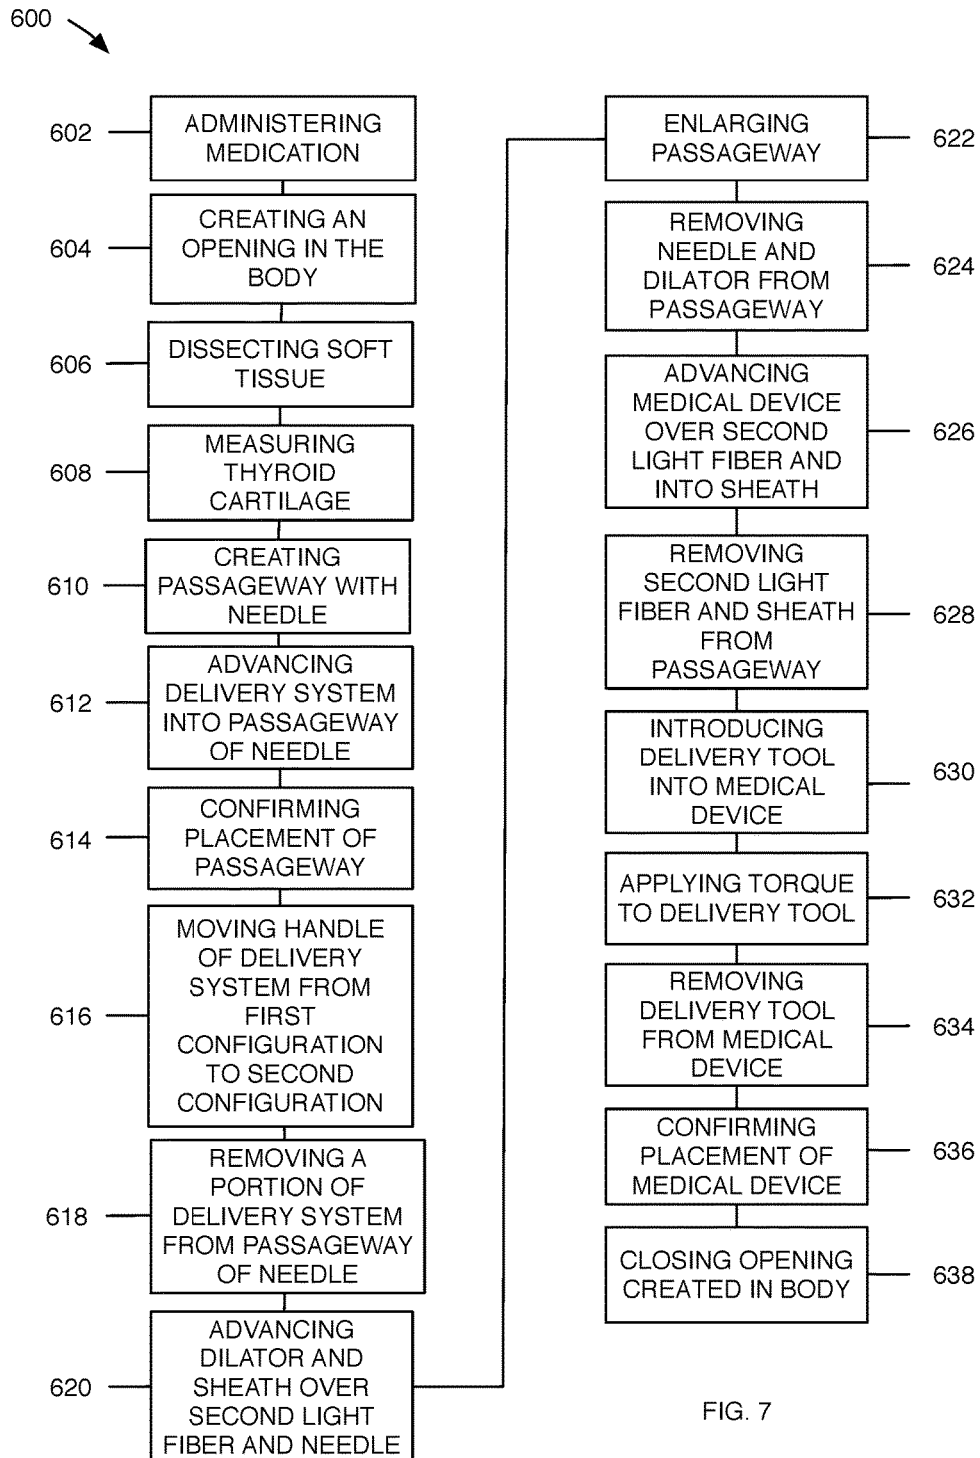 600
602
ADMINISTERING
MEDICATION
604
CREATING AN
OPENING IN THE
BODY
606
DISSECTING SOFT
TISSUE
608
MEASURING
THYROID
CARTILAGE
610
CREATING
PASSAGEWAY WITH
NEEDLE
612
ADVANCING
DELIVERY SYSTEM
INTO PASSAGEWAY
OF NEEDLE
614
CONFIRMING
PLACEMENT OF
PASSAGEWAY
616
MOVING HANDLE
OF DELIVERY
SYSTEM FROM
FIRST
CONFIGURATION
TO SECOND
CONFIGURATION
618
REMOVING A
PORTION OF
DELIVERY SYSTEM
FROM PASSAGEWAY
OF NEEDLE
620
ADVANCING
DILATOR AND
SHEATH OVER
SECOND LIGHT
FIBER AND NEEDLE
ENLARGING
PASSAGEWAY
622
REMOVING
NEEDLE AND
DILATOR FROM
PASSAGEWAY
624
ADVANCING
MEDICAL DEVICE
OVER SECOND
LIGHT FIBER AND
INTO SHEATH
626
REMOVING
SECOND LIGHT
FIBER AND SHEATH
FROM
PASSAGEWAY
628
INTRODUCING
DELIVERY TOOL
INTO MEDICAL
DEVICE
630
APPLYING TORQUE
TO DELIVERY TOOL
632
REMOVING
DELIVERY TOOL
FROM MEDICAL
DEVICE
634
CONFIRMING
PLACEMENT OF
MEDICAL DEVICE
636
CLOSING OPENING
CREATED IN BODY
638
FIG. 7